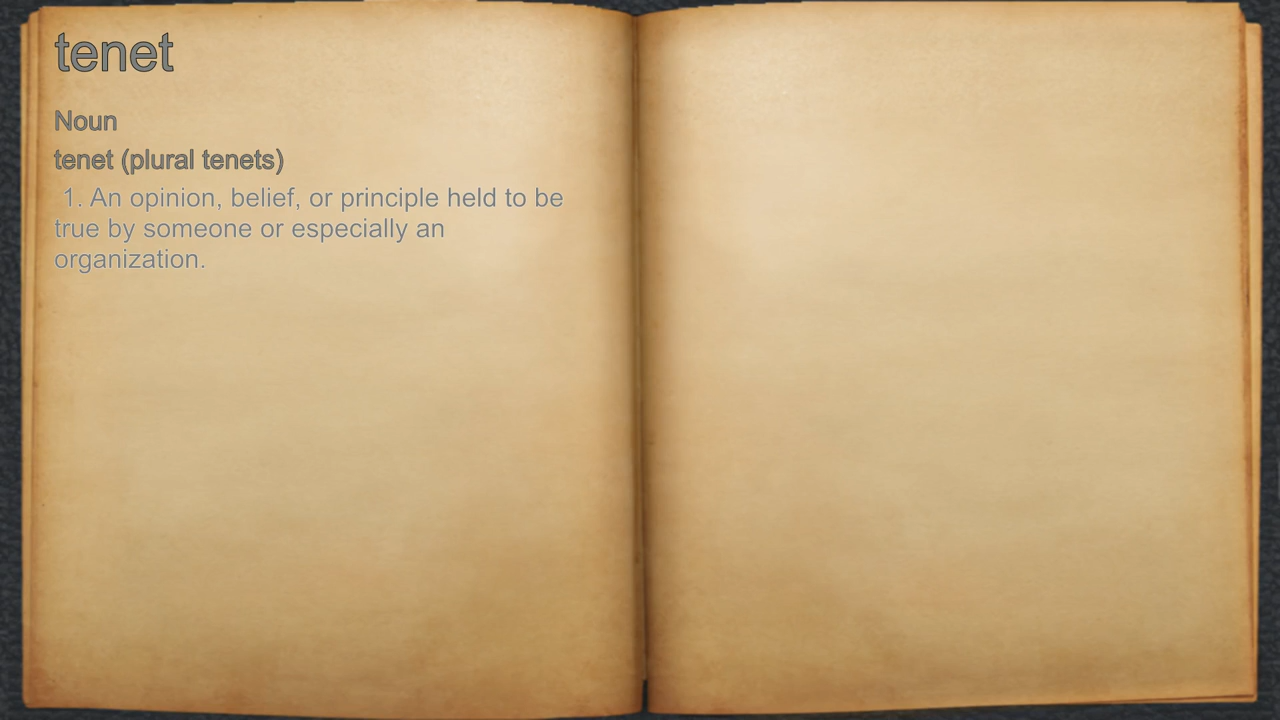 tenet
Noun
tenet (plural tenets)
1. An opinion, belief, or principle held to be
true by someone or especially an
organization.